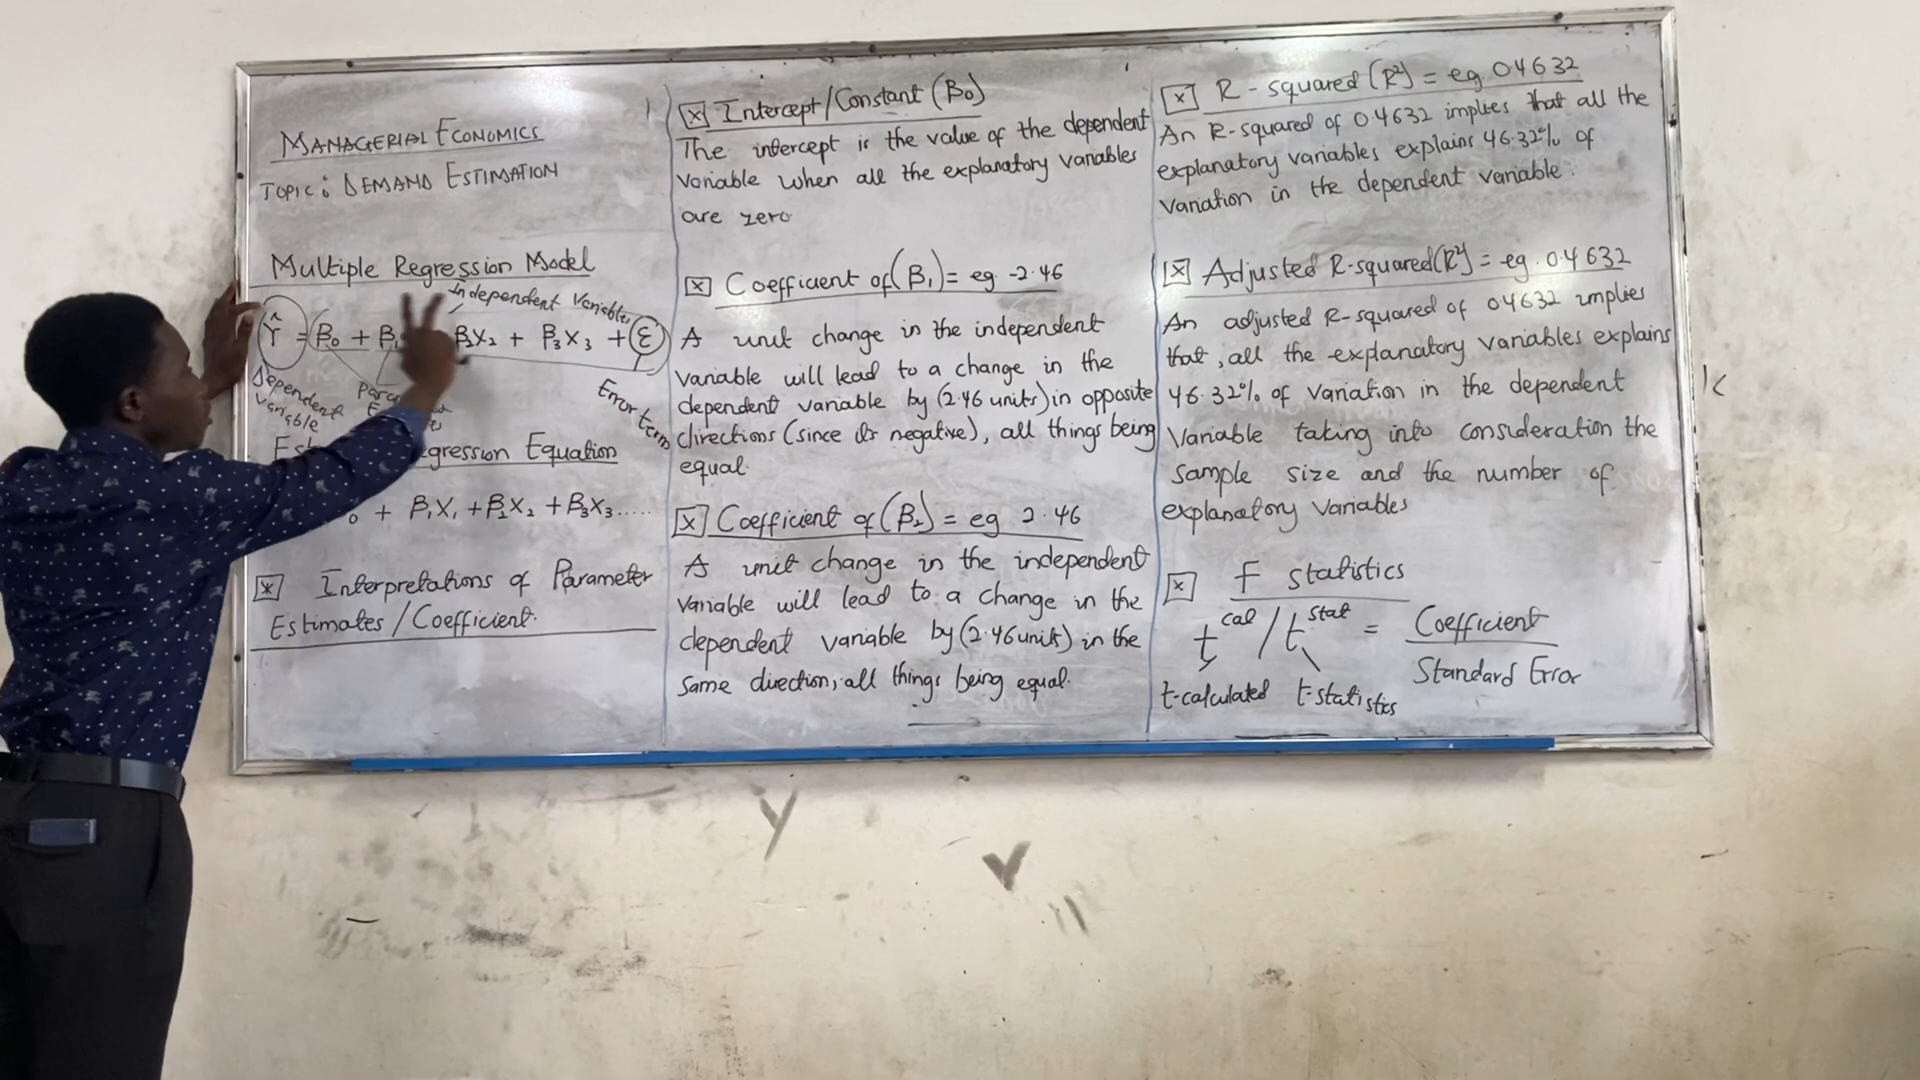 MANAGERIAL ECONOMICS
TOPIC: DEMAND ESTIMATION
Multiple Regression Model
Independent Variables
Ŷ = β0 + β1 β2X2 + β3X3 + ε
Dependent
variable
Error term
Regression Equation
0 + β1X1 + β2X2 + β3X3.....
[*] Interpretations of Parameter
Estimates/Coefficient.
[x] Intercept/Constant (β0)
The intercept is the value of the dependent
variable when all the explanatory variables
are zero
[x] Coefficient of (β1) = eg -2.46
A unit change in the independent
variable will lead to a change in the
dependent variable by (2.46 units) in opposite
directions (since its negative), all things being
equal.
[x] Coefficient of (β2) = eg 2.46
A unit change in the independent
variable will lead to a change in the
dependent variable by (2.46 units) in the
same direction, all things being equal.
[x] R-squared (R²) = eg. 04632
An R-squared of 0.4632 implies that all the
explanatory variables explains 46.32% of
variation in the dependent variable.
[x] Adjusted R-squared (R²) = eg. 0.4632
An adjusted R-squared of 04632 implies
that, all the explanatory variables explains
46.32% of variation in the dependent
variable taking into consideration the
sample size and the number of
explanatory variables
[x] F statistics
t cal / t stat = Coefficient
Standard Error
t-calculated t-statistics